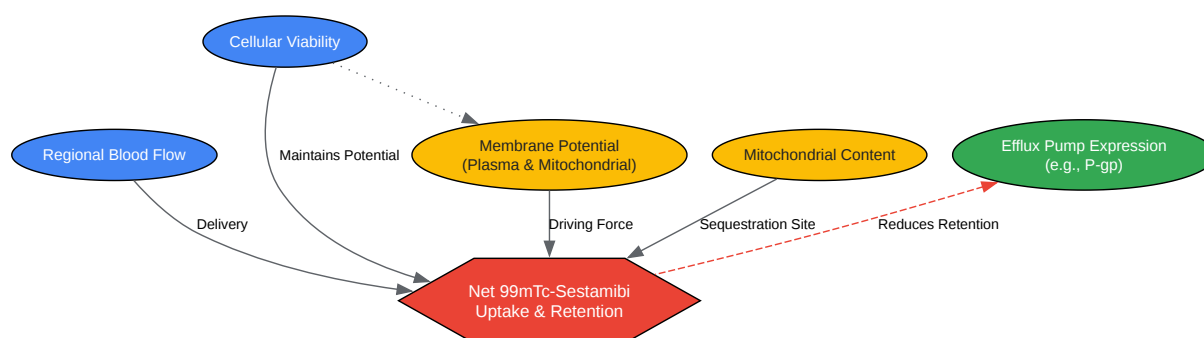 Cellular Viability
Regional Blood Flow
Maintains Potential
Membrane Potential
(Plasma & Mitochondrial)
Mitochondrial Content
Efflux Pump Expression
(e.g., P-gp)
Delivery
Driving Force
Sequestration Site
Reduces Retention
Net 99mTc-Sestamibi
Uptake & Retention